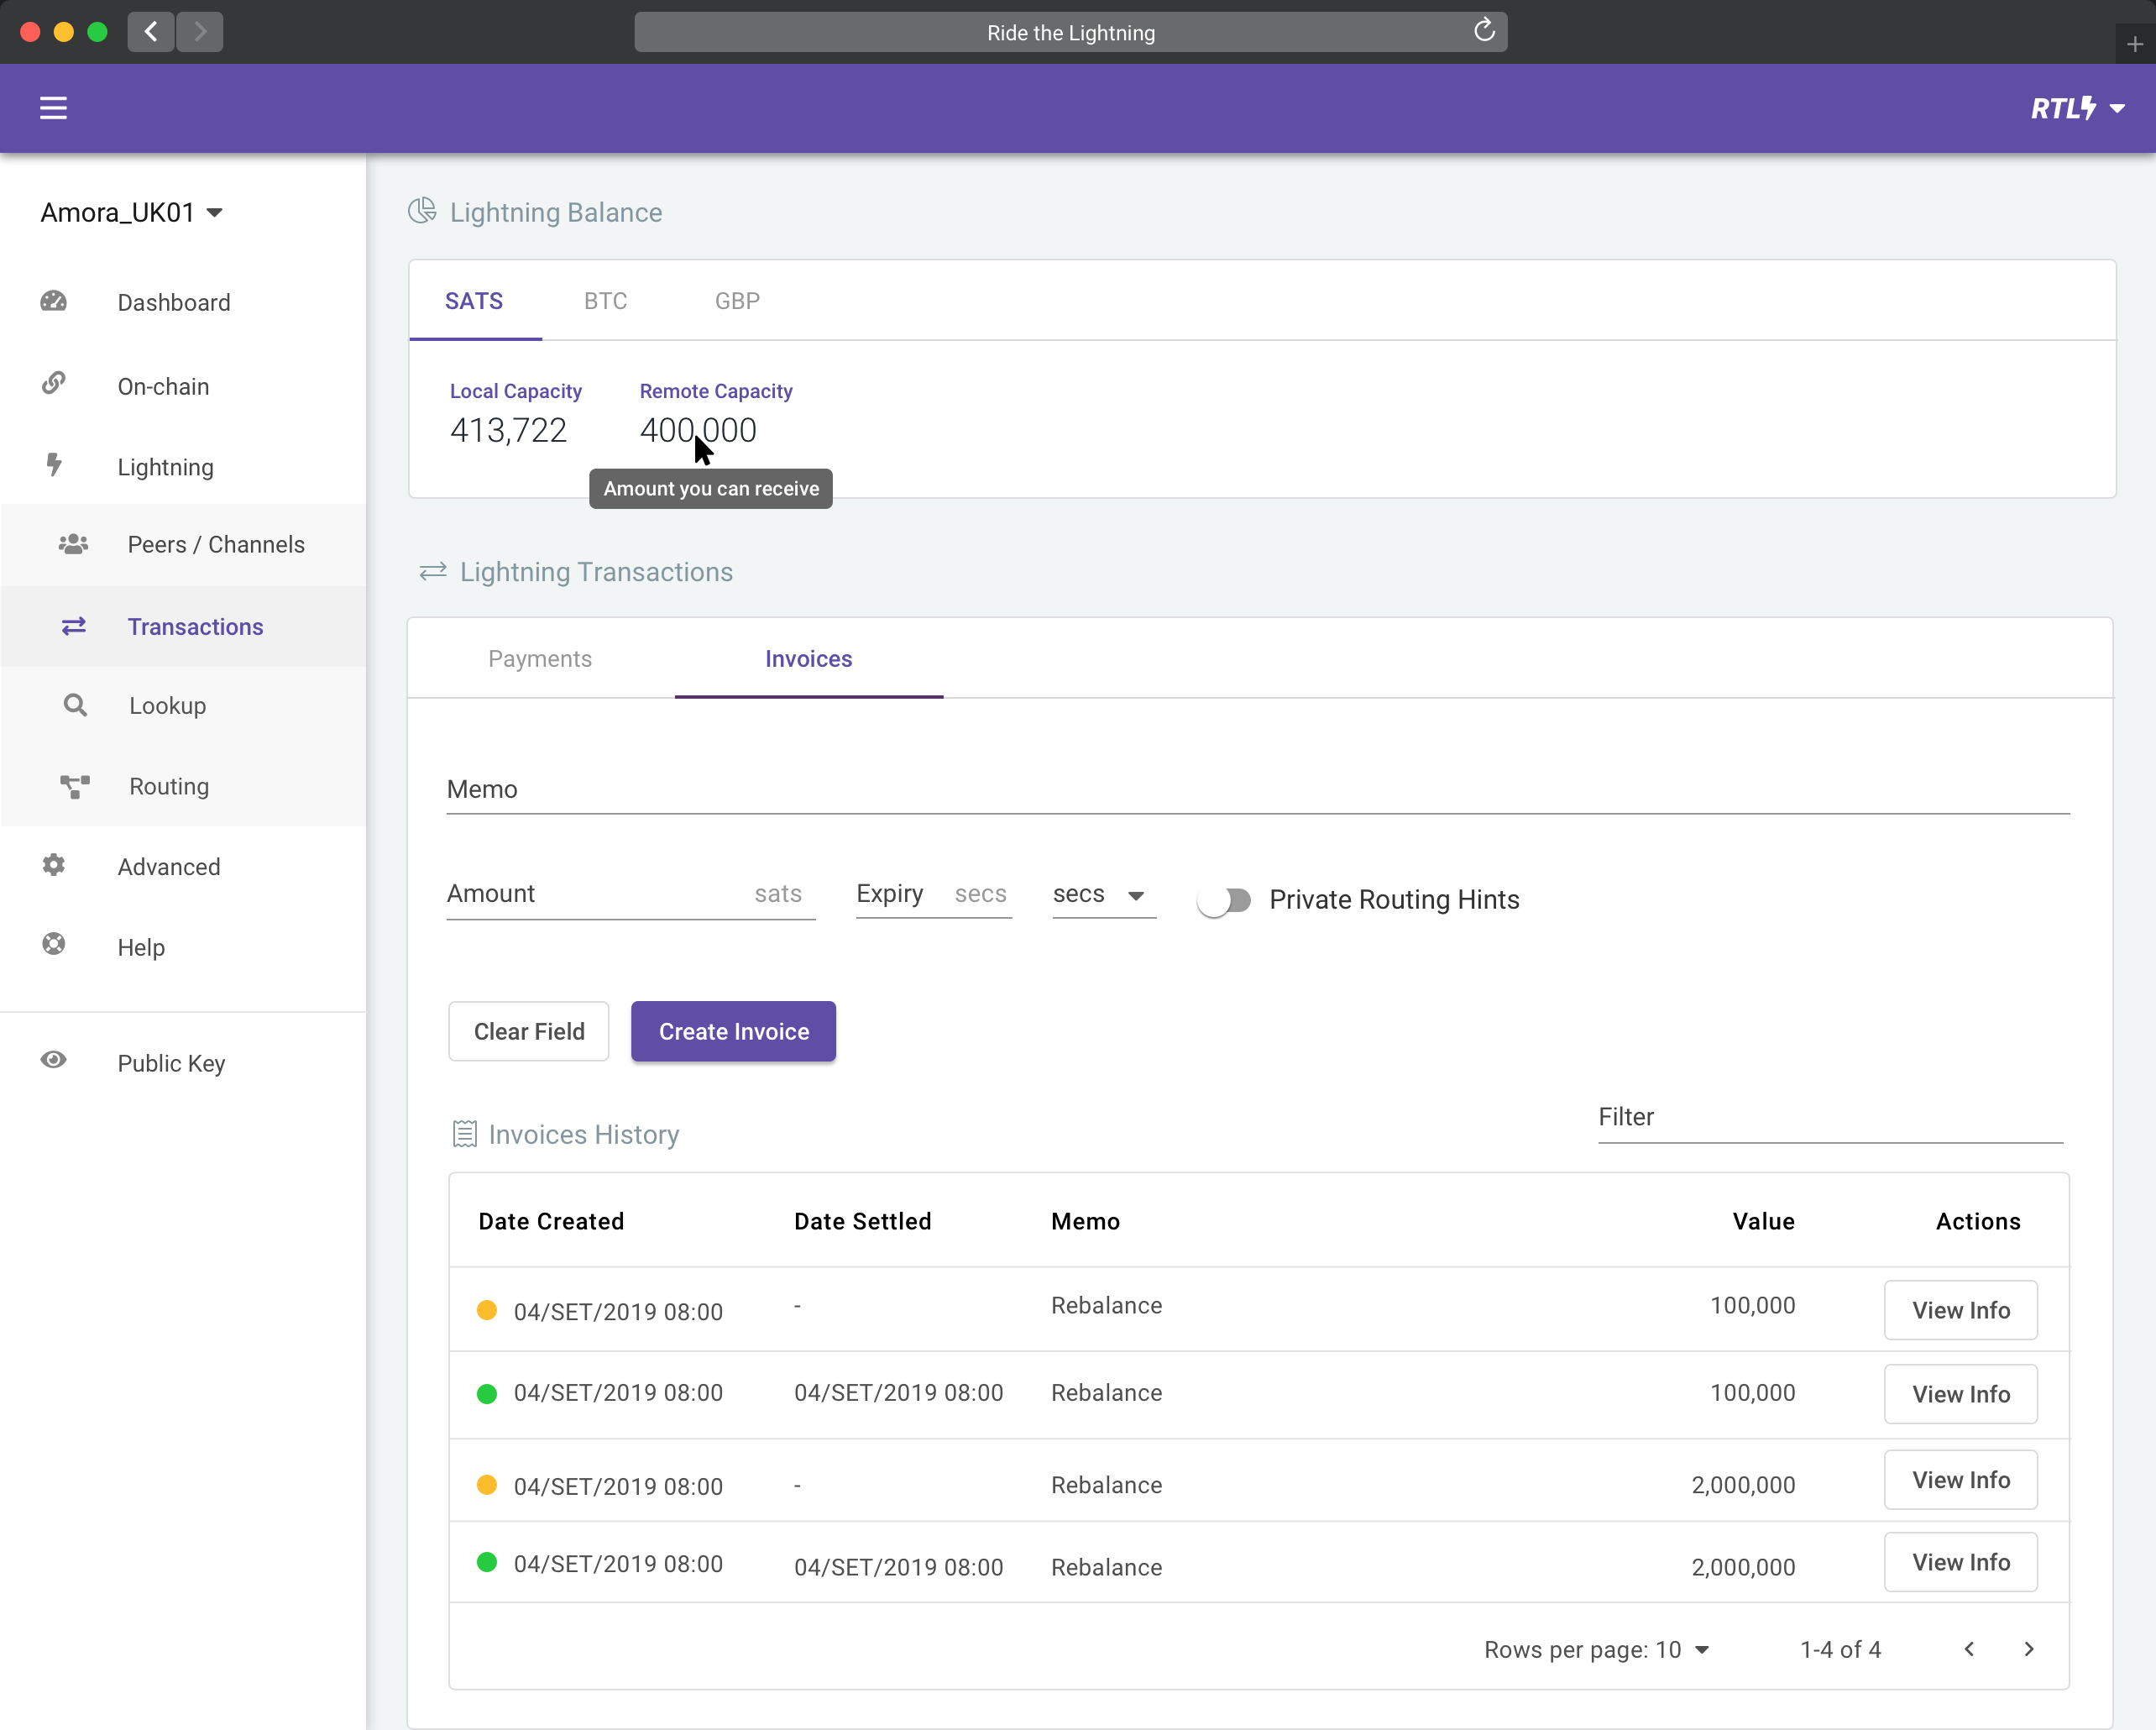 Ride the Lightning
RTL
Amora_UK01
Dashboard
On-chain
Lightning
Peers / Channels
Transactions
Lookup
Routing
Advanced
Help
Public Key
Lightning Balance
SATS BTC GBP
Local Capacity Remote Capacity
413,722 400,000
Amount you can receive
Lightning Transactions
Payments Invoices
Memo
Amount sats Expiry secs secs Private Routing Hints
Clear Field Create Invoice
Invoices History Filter
Date Created Date Settled Memo Value Actions
04/SET/2019 08:00 - Rebalance 100,000 View Info
04/SET/2019 08:00 04/SET/2019 08:00 Rebalance 100,000 View Info
04/SET/2019 08:00 - Rebalance 2,000,000 View Info
04/SET/2019 08:00 04/SET/2019 08:00 Rebalance 2,000,000 View Info
Rows per page: 10 1-4 of 4